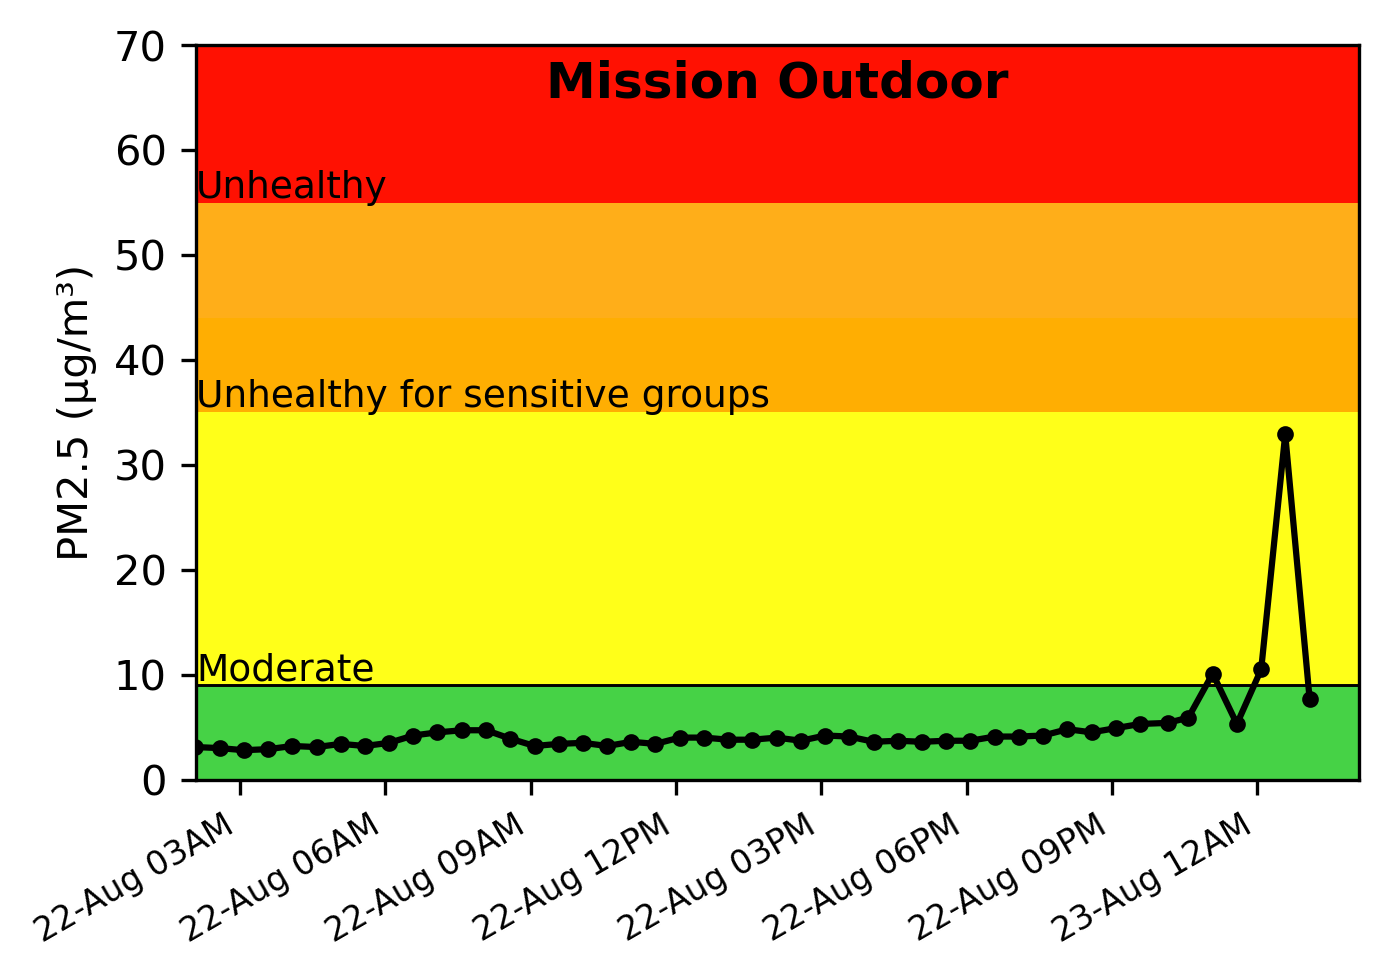 Mission Outdoor
PM2.5 (µg/m³)
70
60
50
40
30
20
10
0
Unhealthy
Unhealthy for sensitive groups
Moderate
22-Aug 03AM
22-Aug 06AM
22-Aug 09AM
22-Aug 12PM
22-Aug 03PM
22-Aug 06PM
22-Aug 09PM
23-Aug 12AM